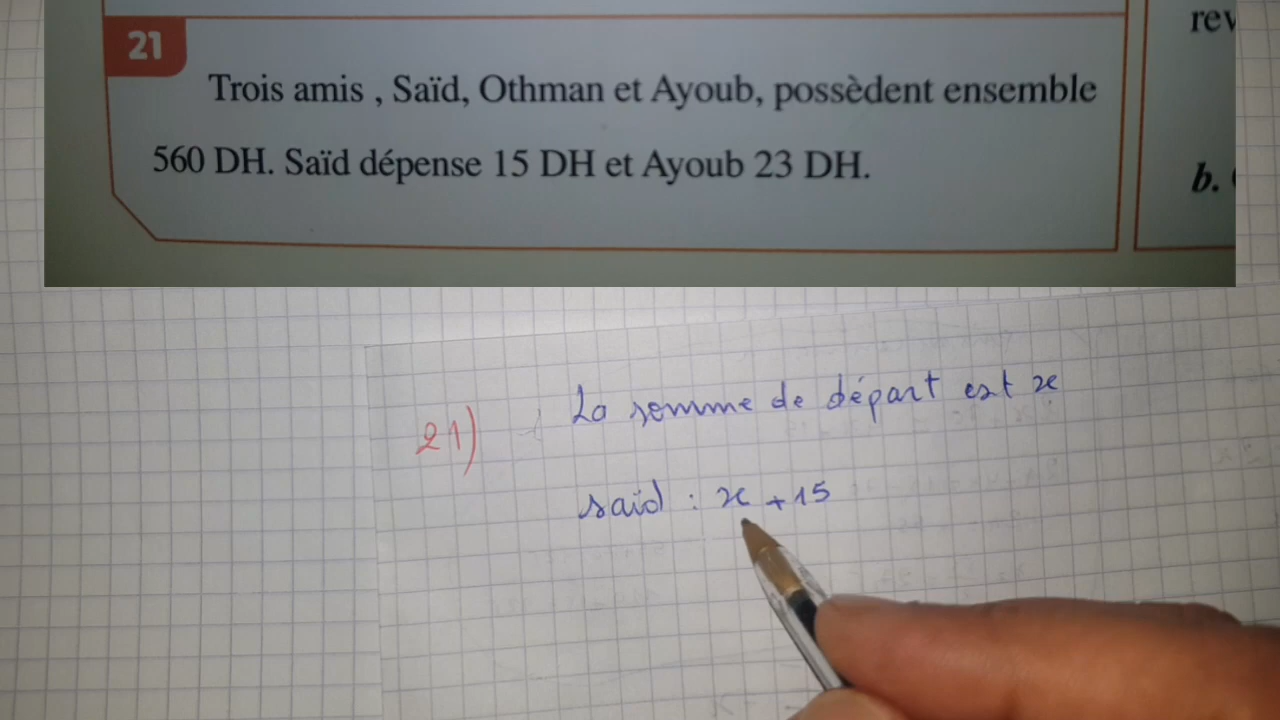 21
rev
Trois amis , Saïd, Othman et Ayoub, possèdent ensemble
560 DH. Saïd dépense 15 DH et Ayoub 23 DH.
b.
21)
La somme de départ est x
saïd : x + 15